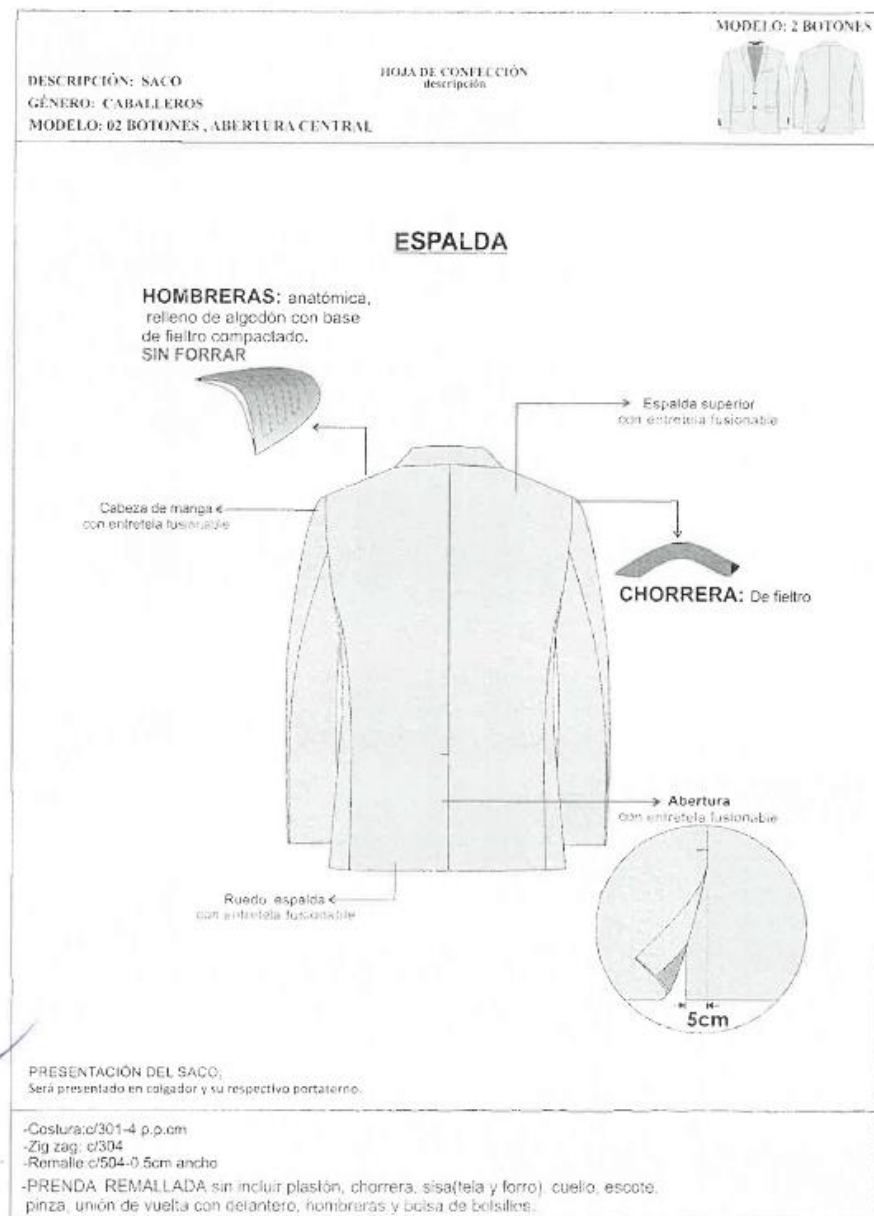 MODELO: 2 BOTONES
HOJA DE CONFECCIÓN
descripción
DESCRIPCIÓN: SACO
GÉNERO: CABALLEROS
MODELO: 02 BOTONES , ABERTURA CENTRAL
ESPALDA
HOMBRERAS: anatómica,
relleno de algodón con base
de fieltro compactado.
SIN FORRAR
Espalda superior
con entretela fusionable
Cabeza de manga
con entretela fusionable
CHORRERA: De fieltro
Abertura
con entretela fusionable
Ruedo espalda
con entretela fusionable
5cm
PRESENTACIÓN DEL SACO;
Será presentado en colgador y su respectivo portaterno.
-Costura:c/301-4 p.p.cm
-Zig zag: c/304
-Remalle:c/504-0.5cm ancho
-PRENDA REMALLADA sin incluir plastón, chorrera, sisa(tela y forro), cuello, escote,
pinza, unión de vuelta con delantero, hombreras y bolsa de bolsillos.